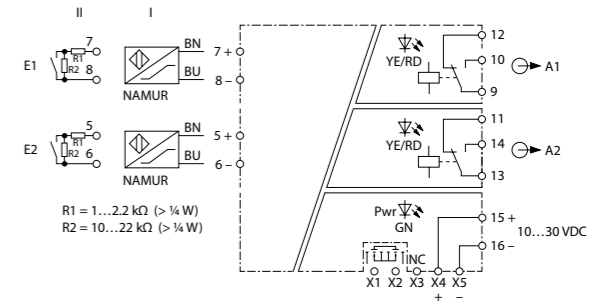 II I
7 BN 7 + 12
E1 R1 R2 YE/RD 10 A1
8 BU 8 – 9
NAMUR
11
5 BN 5 + YE/RD 14 A2
E2 R1 R2
6 BU 6 – 13
NAMUR
R1 = 1…2.2 kΩ (> ¼ W) Pwr 15 +
R2 = 10…22 kΩ (> ¼ W) GN 10…30 VDC
16 –
NC
X1 X2 X3 X4 X5
+ –